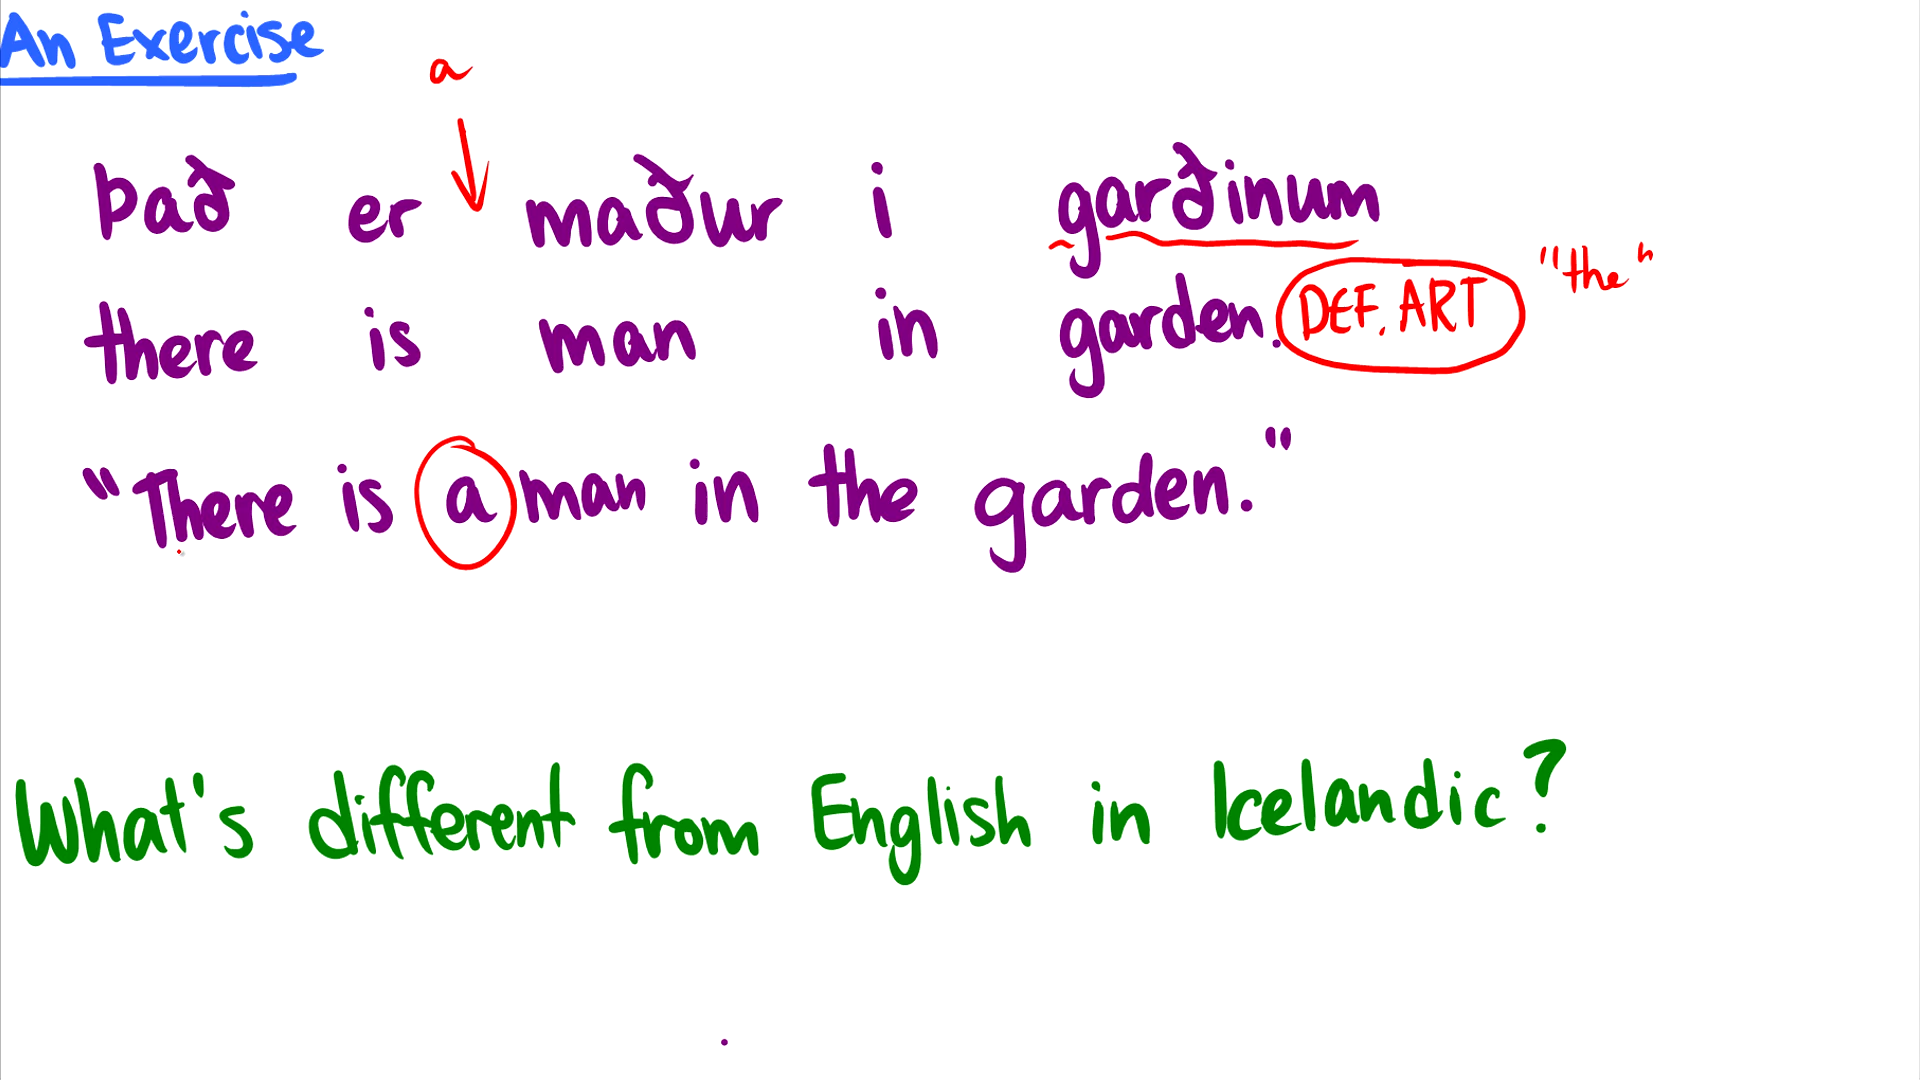 An Exercise
a
Það er maður i garðinum
there is man in garden.DEF.ART "the"
"There is a man in the garden."
What's different from English in Icelandic?